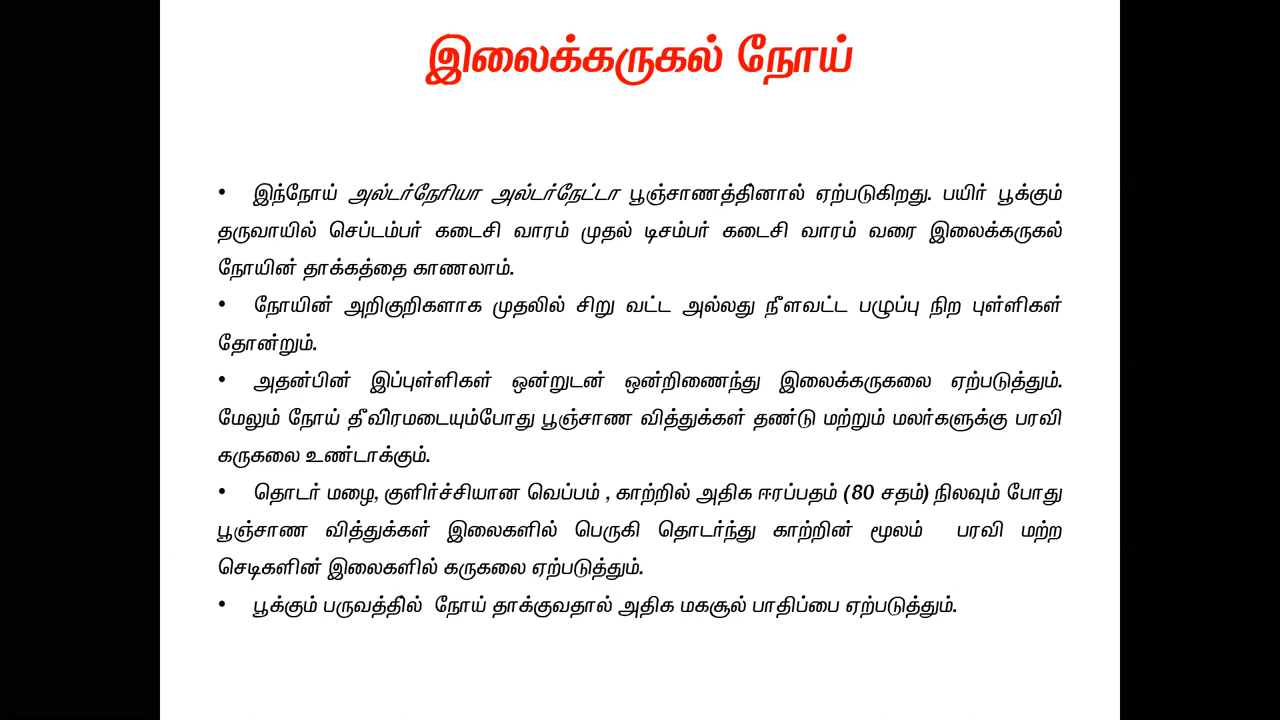 இலைக்கருகல் நோய்
• இந்நோய் அல்டர்நேரியா அல்டர்நேட்டா பூஞ்சாணத்தினால் ஏற்படுகிறது. பயிர் பூக்கும்
தருவாயில் செப்டம்பர் கடைசி வாரம் முதல் டிசம்பர் கடைசி வாரம் வரை இலைக்கருகல்
நோயின் தாக்கத்தை காணலாம்.
• நோயின் அறிகுறிகளாக முதலில் சிறு வட்ட அல்லது நீளவட்ட பழுப்பு நிற புள்ளிகள்
தோன்றும்.
• அதன்பின் இப்புள்ளிகள் ஒன்றுடன் ஒன்றிணைந்து இலைக்கருகலை ஏற்படுத்தும்.
மேலும் நோய் தீவிரமடையும்போது பூஞ்சாண வித்துக்கள் தண்டு மற்றும் மலர்களுக்கு பரவி
கருகலை உண்டாக்கும்.
• தொடர் மழை, குளிர்ச்சியான வெப்பம் , காற்றில் அதிக ஈரப்பதம் (80 சதம்) நிலவும் போது
பூஞ்சாண வித்துக்கள் இலைகளில் பெருகி தொடர்ந்து காற்றின் மூலம் பரவி மற்ற
செடிகளின் இலைகளில் கருகலை ஏற்படுத்தும்.
• பூக்கும் பருவத்தில் நோய் தாக்குவதால் அதிக மகசூல் பாதிப்பை ஏற்படுத்தும்.